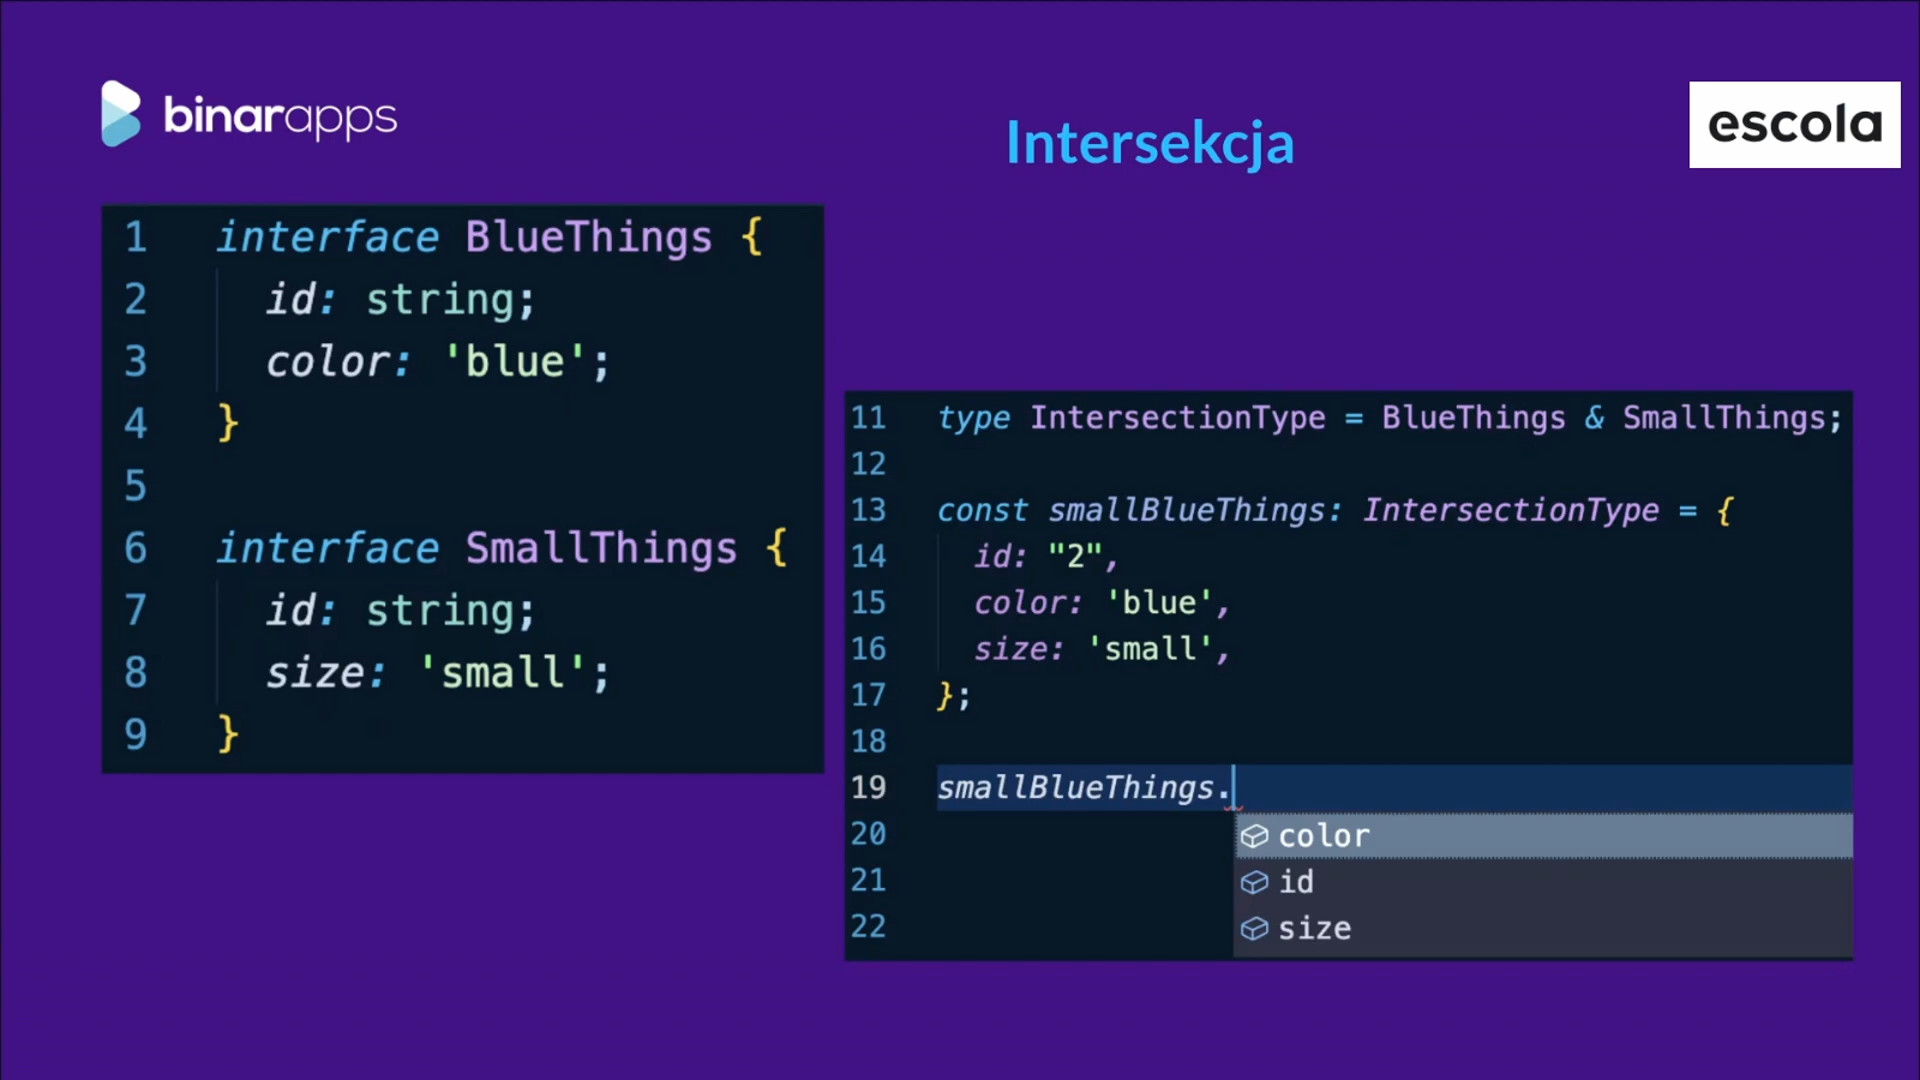 binarapps
Intersekcja
escola
1 interface BlueThings {
2 id: string;
3 color: 'blue';
4 }
5
6 interface SmallThings {
7 id: string;
8 size: 'small';
9 }
11 type IntersectionType = BlueThings & SmallThings;
12
13 const smallBlueThings: IntersectionType = {
14 id: "2",
15 color: 'blue',
16 size: 'small',
17 };
18
19 smallBlueThings.
20 color
21 id
22 size